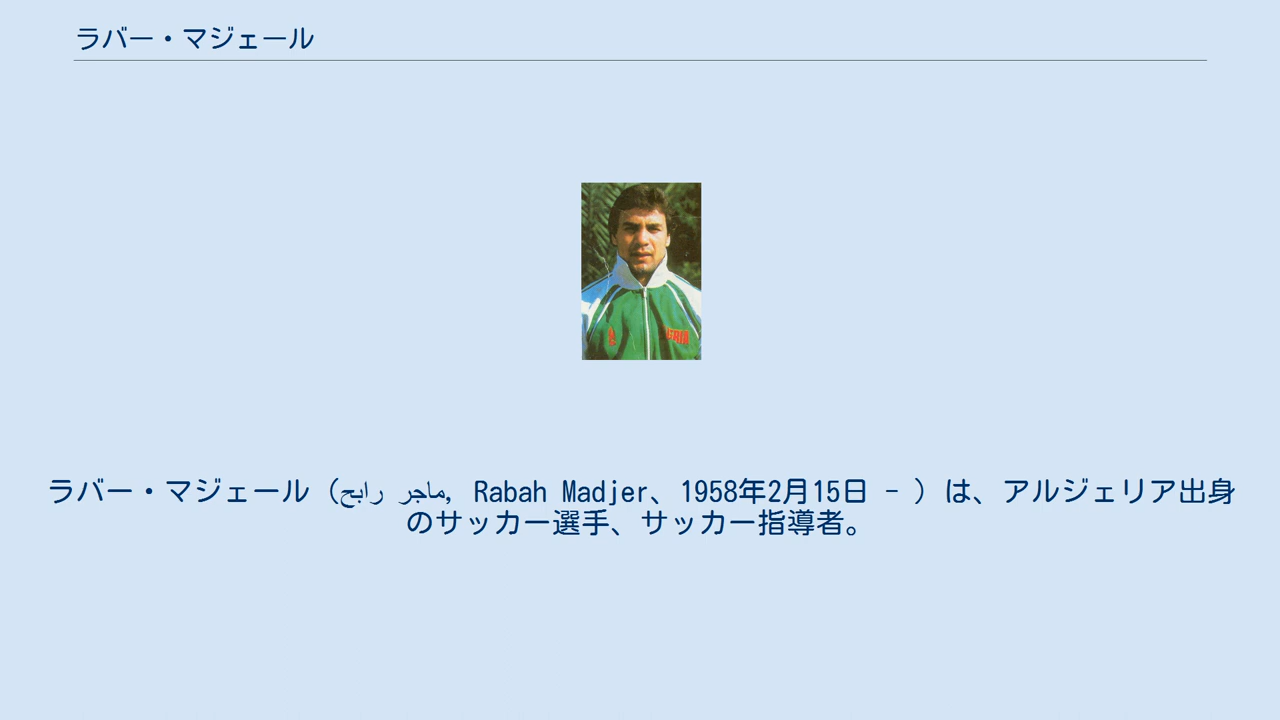 ラバー・マジェール
ラバー・マジェール（رابح ماجر, Rabah Madjer、1958年2月15日 - ）は、アルジェリア出身
のサッカー選手、サッカー指導者。